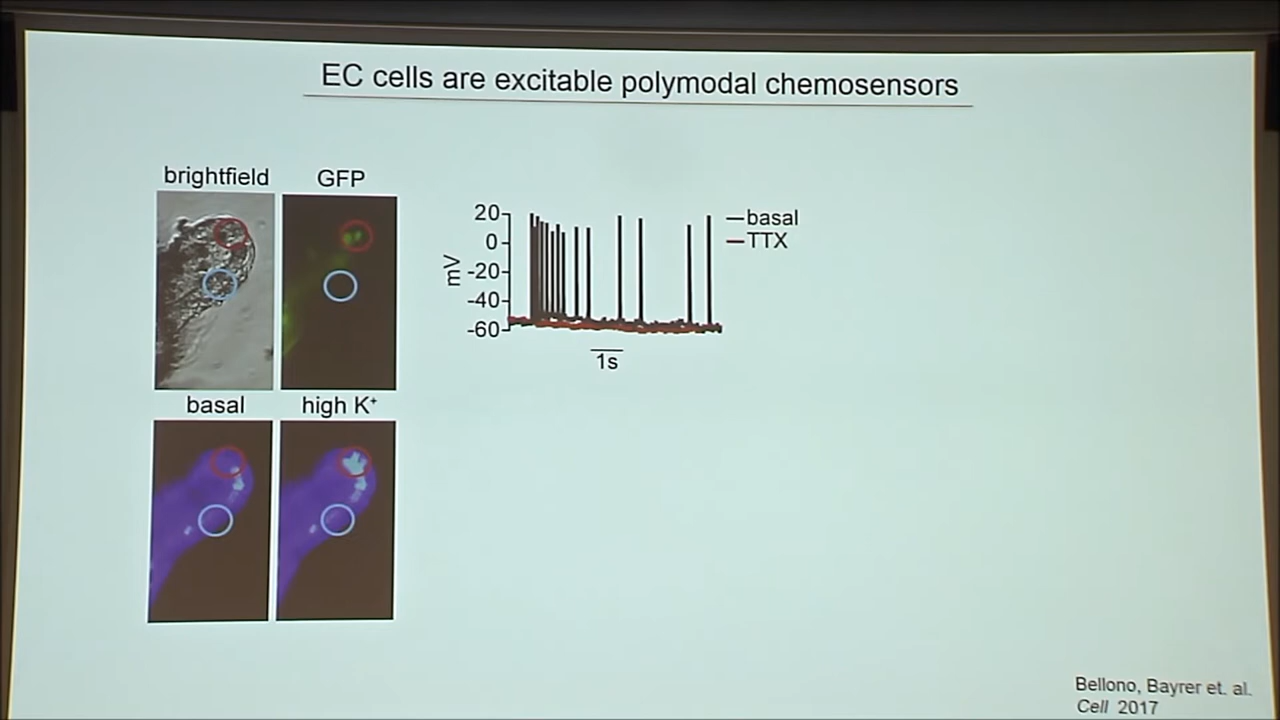 EC cells are excitable polymodal chemosensors
brightfield
GFP
basal
high K⁺
20
0
-20
-40
-60
mV
1s
basal
TTX
Bellono, Bayrer et. al.
Cell 2017